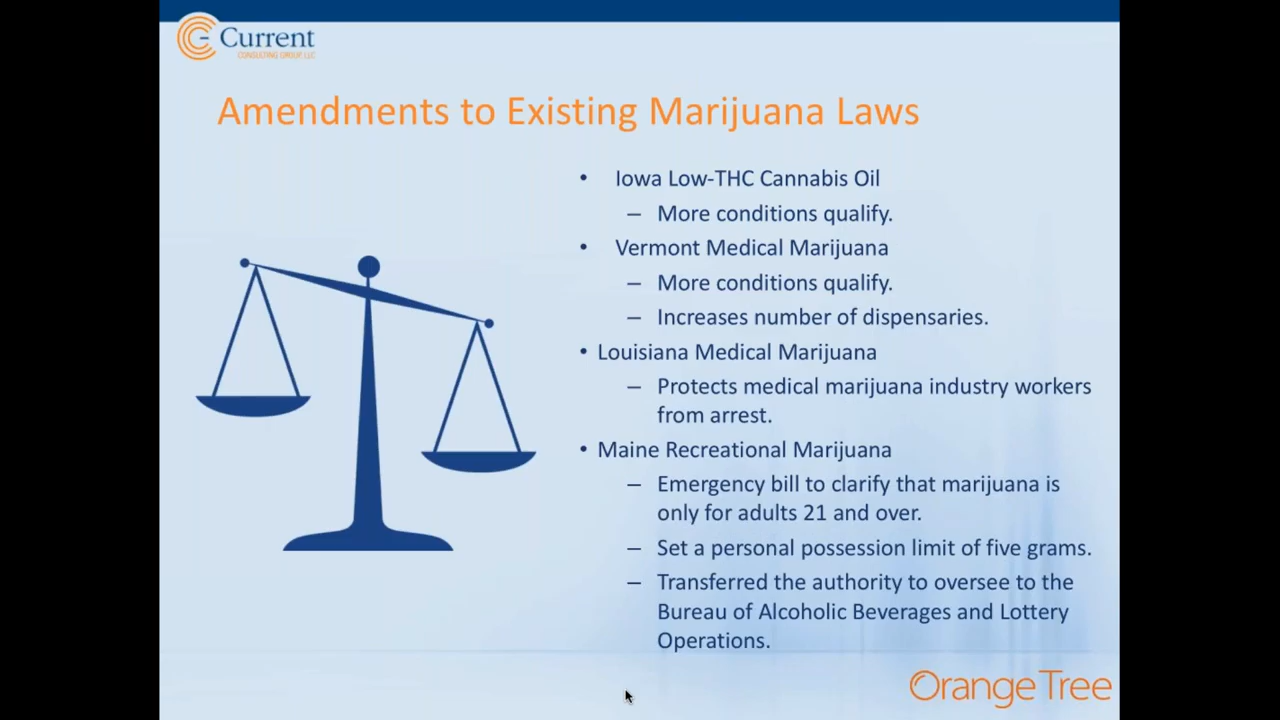 Current
CONSULTING GROUP, LLC
Amendments to Existing Marijuana Laws
• Iowa Low-THC Cannabis Oil
– More conditions qualify.
• Vermont Medical Marijuana
– More conditions qualify.
– Increases number of dispensaries.
• Louisiana Medical Marijuana
– Protects medical marijuana industry workers
from arrest.
• Maine Recreational Marijuana
– Emergency bill to clarify that marijuana is
only for adults 21 and over.
– Set a personal possession limit of five grams.
– Transferred the authority to oversee to the
Bureau of Alcoholic Beverages and Lottery
Operations.
OrangeTree